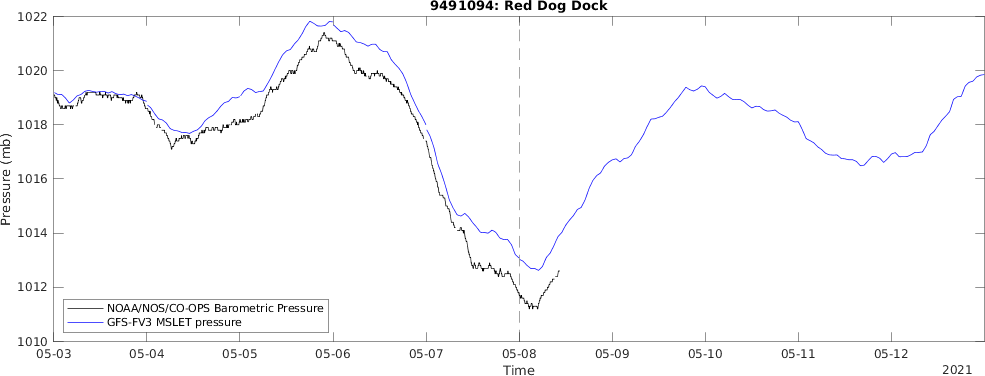 9491094: Red Dog Dock
1022
1020
1018
1016
1014
1012
1010
Pressure (mb)
NOAA/NOS/CO-OPS Barometric Pressure
GFS-FV3 MSLET pressure
05-03 05-04 05-05 05-06 05-07 05-08 05-09 05-10 05-11 05-12
Time
2021